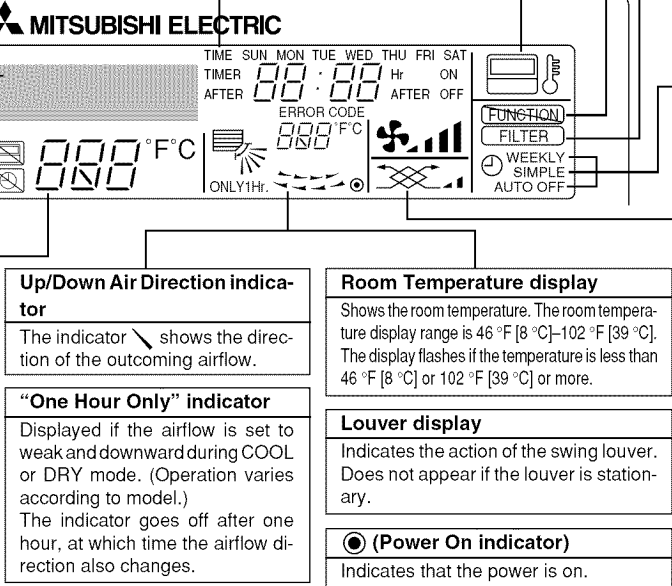 MITSUBISHI ELECTRIC
TIME SUN MON TUE WED THU FRI SAT
TIMER 88:88 Hr ON
AFTER AFTER OFF
ERROR CODE
°F°C
°F°C
ONLY1Hr.
FUNCTION
FILTER
WEEKLY
SIMPLE
AUTO OFF
Up/Down Air Direction indica-
tor
The indicator shows the direc-
tion of the outcoming airflow.
"One Hour Only" indicator
Displayed if the airflow is set to
weak and downward during COOL
or DRY mode. (Operation varies
according to model.)
The indicator goes off after one
hour, at which time the airflow di-
rection also changes.
Room Temperature display
Shows the room temperature. The room tempera-
ture display range is 46 °F [8 °C]–102 °F [39 °C].
The display flashes if the temperature is less than
46 °F [8 °C] or 102 °F [39 °C] or more.
Louver display
Indicates the action of the swing louver.
Does not appear if the louver is station-
ary.
(Power On indicator)
Indicates that the power is on.